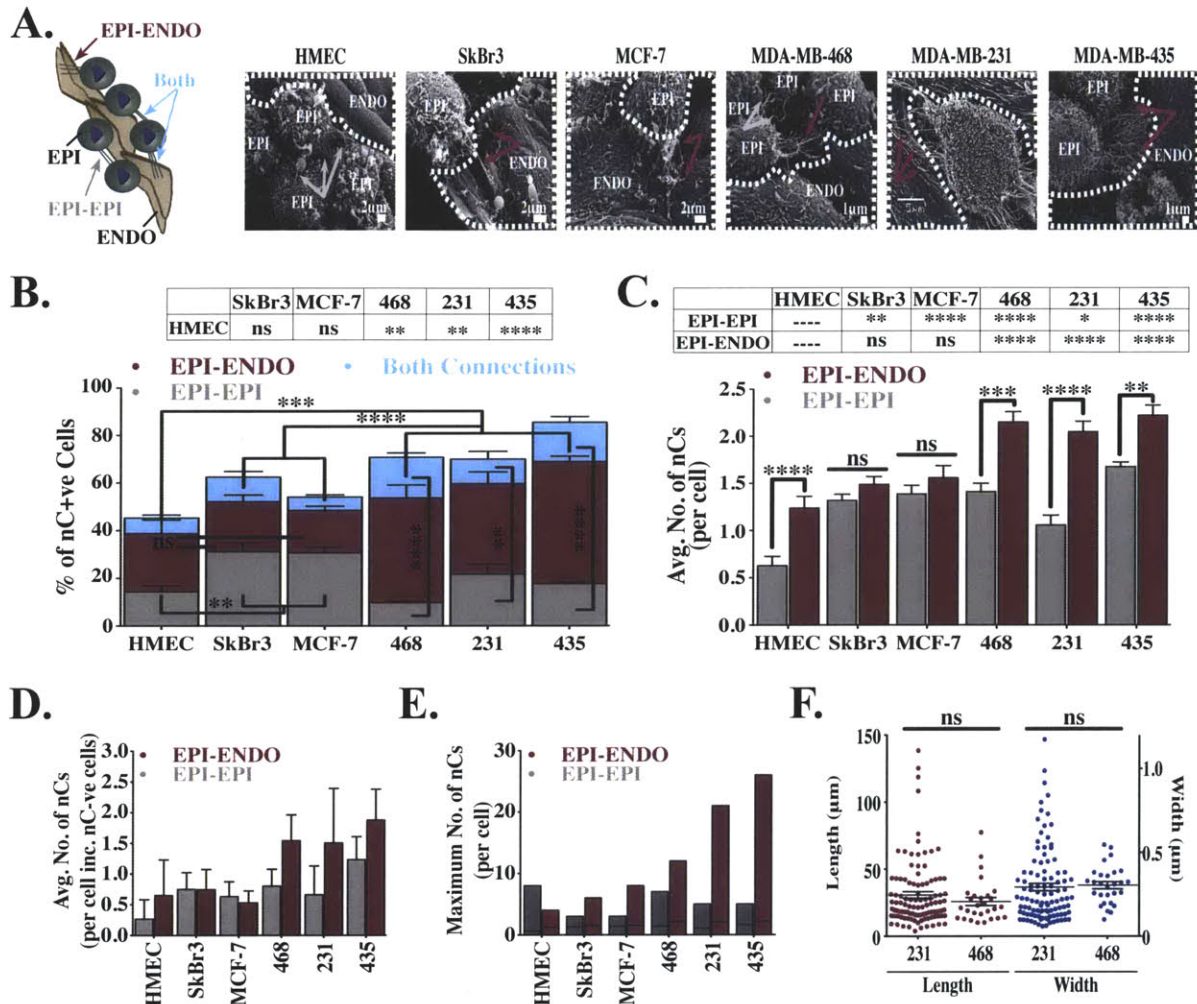 A.
EPI-ENDO
Both
EPI
EPI-EPI
ENDO
HMEC SkBr3 MCF-7 MDA-MB-468 MDA-MB-231 MDA-MB-435
EPI ENDO EPI EPI EPI 2µm
EPI ENDO 2µm
EPI ENDO ENDO 2µm
EPI EPI EPI ENDO 1µm
EPI ENDO 1µm
B.
SkBr3 MCF-7 468 231 435
HMEC ns ns ** ** ****
EPI-ENDO Both Connections
EPI-EPI
% of nC+ve Cells
100
80
60
40
20
0
*** **** ns ** **** ** ****
HMEC SkBr3 MCF-7 468 231 435
C.
HMEC SkBr3 MCF-7 468 231 435
EPI-EPI ---- ** **** **** * ****
EPI-ENDO ---- ns ns **** **** ****
EPI-ENDO
EPI-EPI
Avg. No. of nCs
(per cell)
2.5
2.0
1.5
1.0
0.5
0.0
**** ns ns *** **** **
HMEC SkBr3 MCF-7 468 231 435
D.
EPI-ENDO
EPI-EPI
Avg. No. of nCs
(per cell inc. nC-ve cells)
3.0
2.5
2.0
1.5
1.0
0.5
0.0
HMEC SkBr3 MCF-7 468 231 435
E.
EPI-ENDO
EPI-EPI
Maximum No. of nCs
(per cell)
30
20
10
0
HMEC SkBr3 MCF-7 468 231 435
F.
ns ns
Length (µm)
150
100
50
0
Width (µm)
1.0
0.5
0
231 468 231 468
Length Width